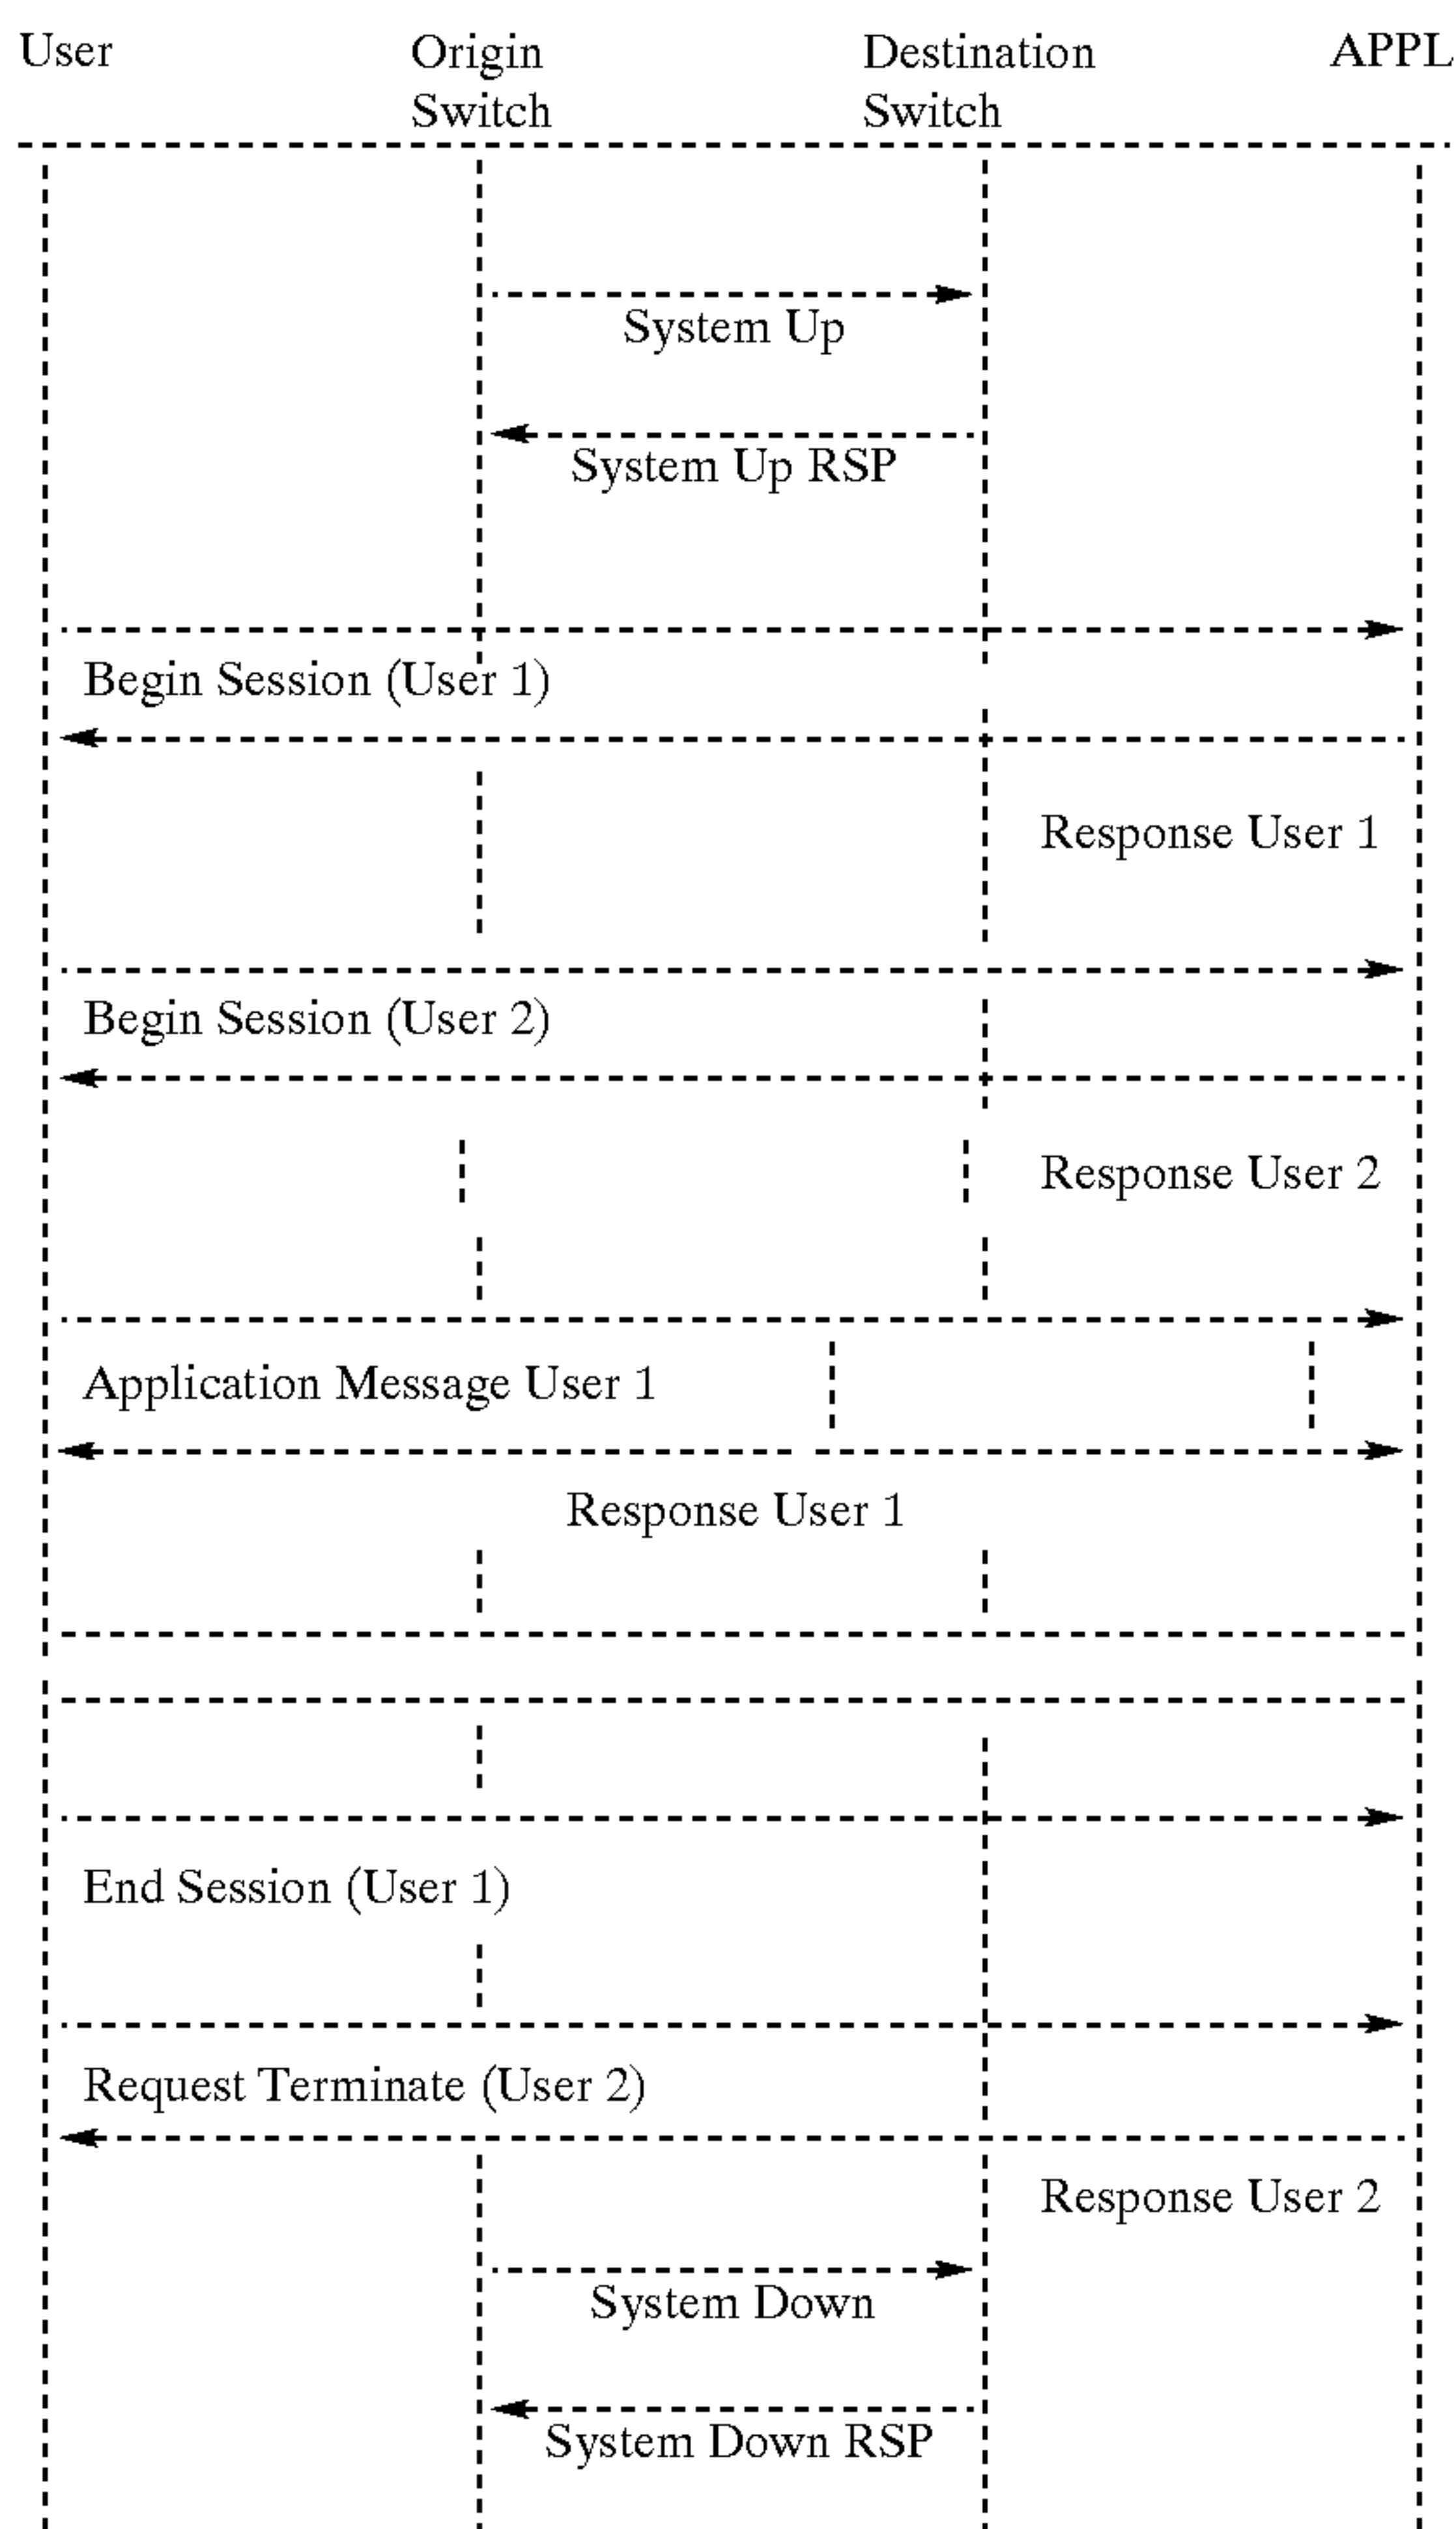 User
Origin
Switch
Destination
Switch
APPL
System Up
System Up RSP
Begin Session (User 1)
Response User 1
Begin Session (User 2)
Response User 2
Application Message User 1
Response User 1
End Session (User 1)
Request Terminate (User 2)
Response User 2
System Down
System Down RSP